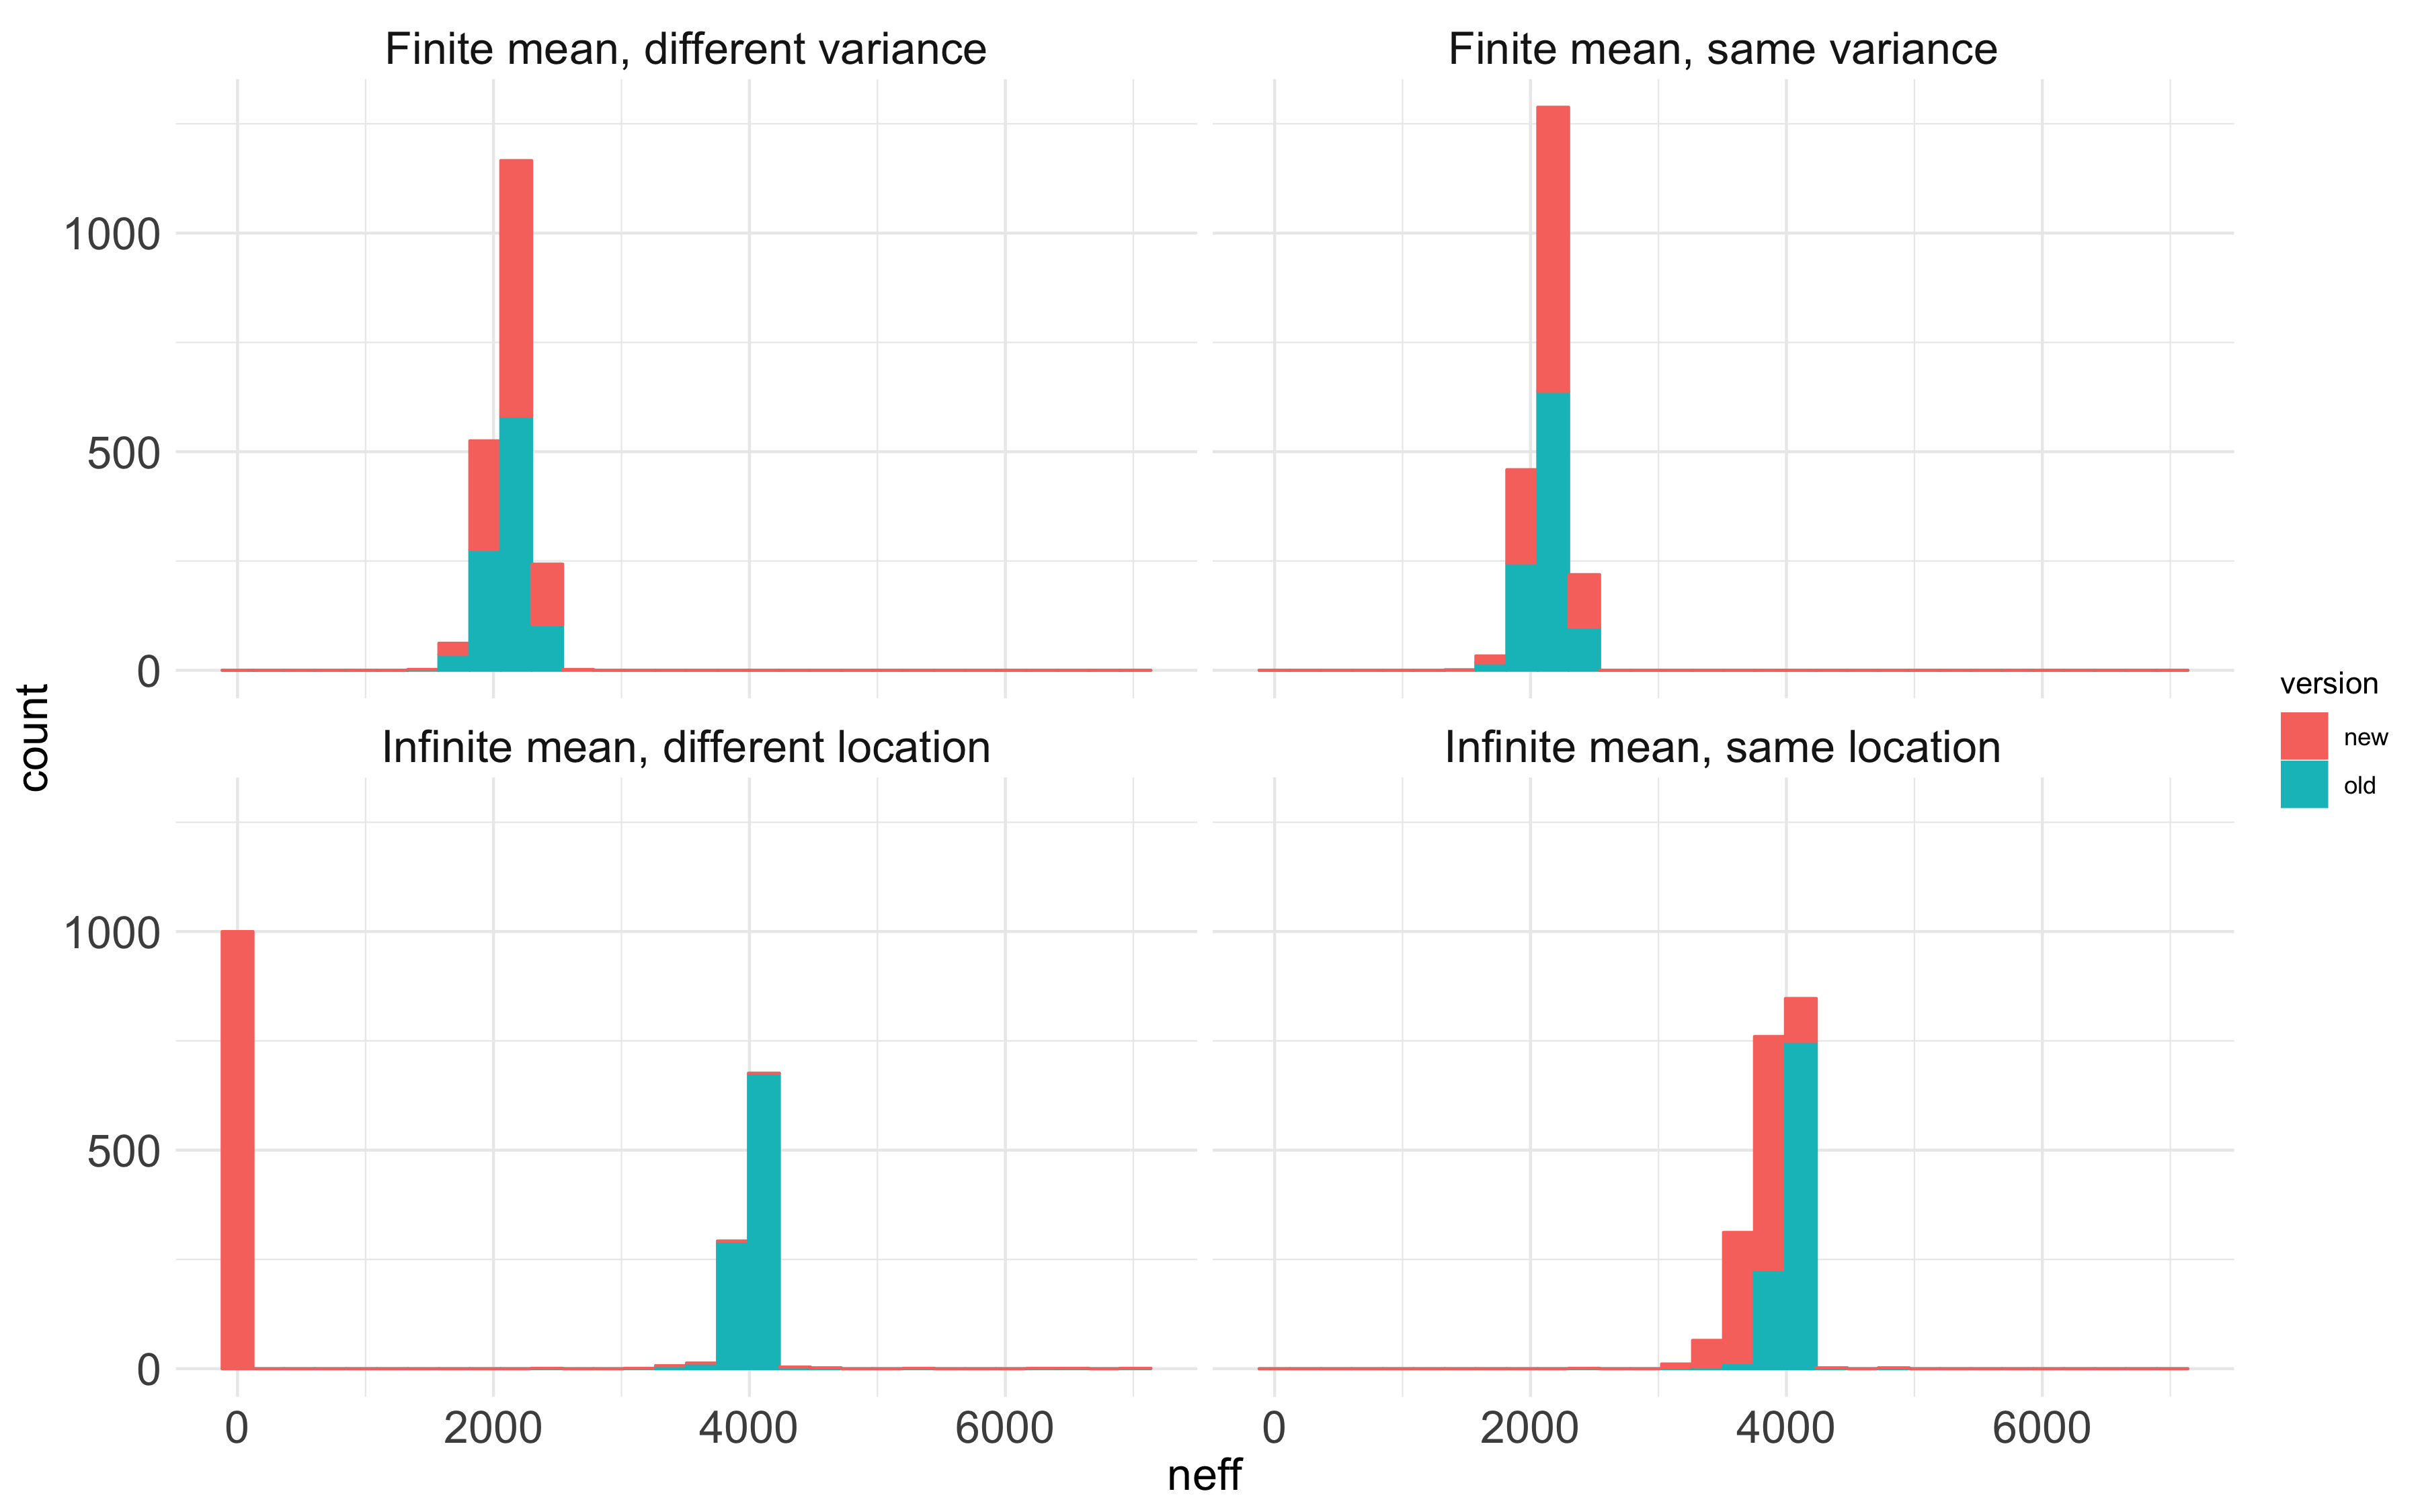 Finite mean, different variance
Finite mean, same variance
1000
500
0
Infinite mean, different location
Infinite mean, same location
1000
500
0
0 2000 4000 6000
0 2000 4000 6000
neff
count
version
new
old